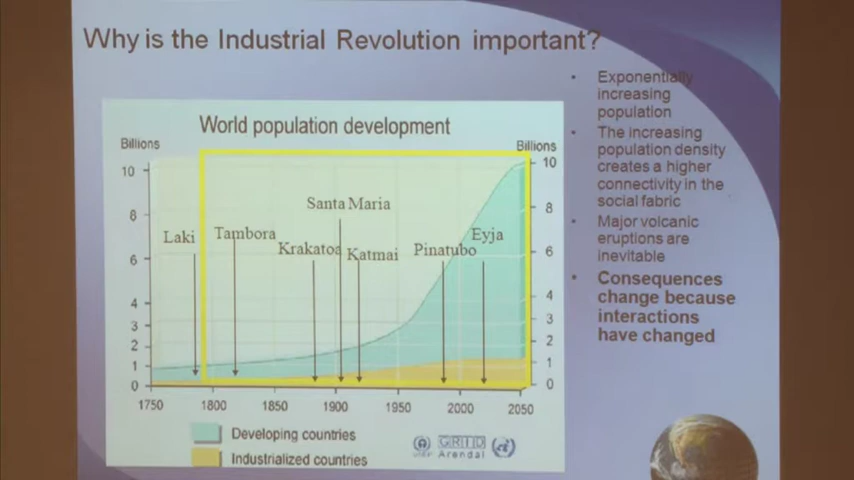 Why is the Industrial Revolution important?
World population development
Billions
Billions
10
8
6
4
3
2
1
0
10
8
6
4
3
2
1
0
Santa Maria
Laki
Tambora
Krakatoa
Katmai
Pinatubo
Eyja
1750
1800
1850
1900
1950
2000
2050
Developing countries
Industrialized countries
UNEP
GRID
Arendal
• Exponentially
increasing
population
• The increasing
population density
creates a higher
connectivity in the
social fabric
• Major volcanic
eruptions are
inevitable
• Consequences
change because
interactions
have changed